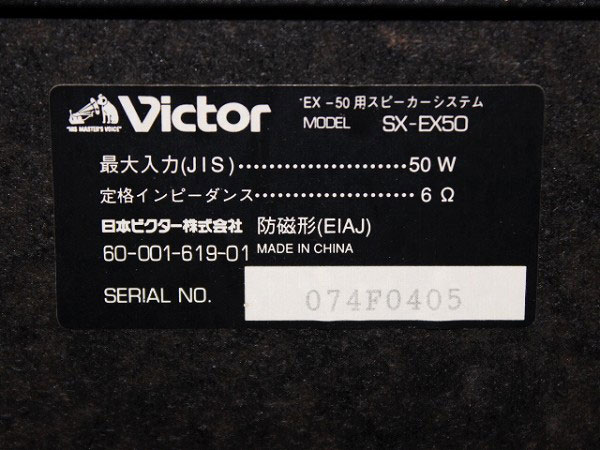 "HIS MASTER'S VOICE"
Victor
EX-50用スピーカーシステム
MODEL SX-EX50
最大入力(JIS)······················50 W
定格インピーダンス····················6 Ω
日本ビクター株式会社 防磁形(EIAJ)
60-001-619-01 MADE IN CHINA
SERIAL NO. 074F0405